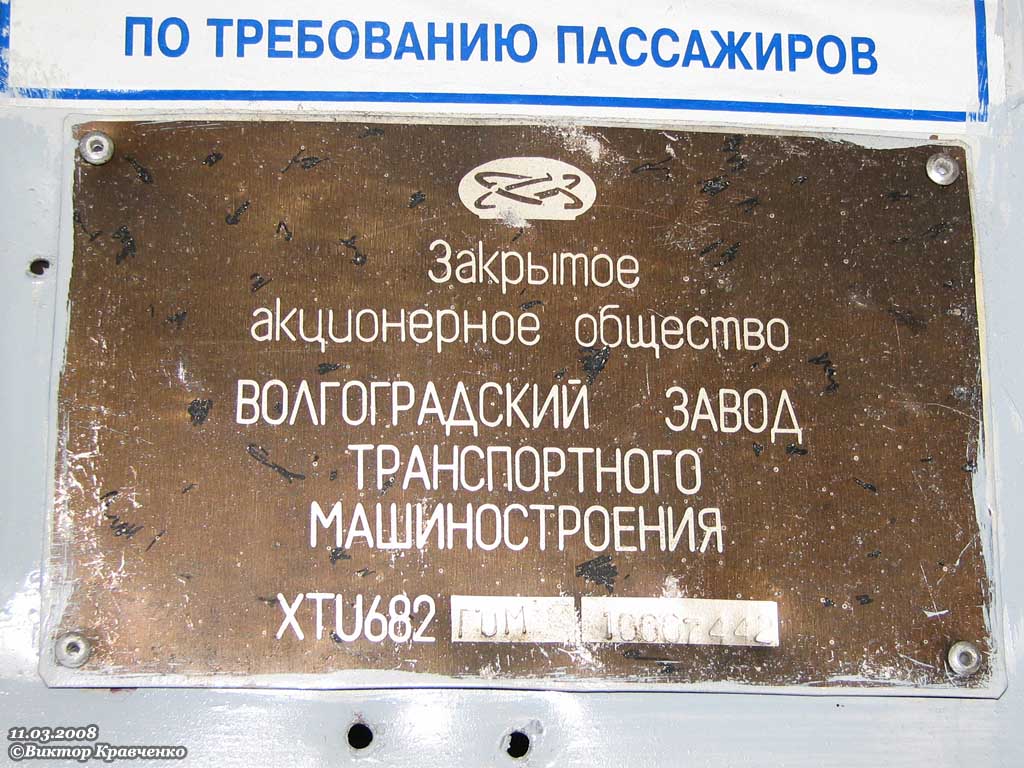 ПО ТРЕБОВАНИЮ ПАССАЖИРОВ
Закрытое
акционерное общество
ВОЛГОГРАДСКИЙ ЗАВОД
ТРАНСПОРТНОГО
МАШИНОСТРОЕНИЯ
XTU682
11.03.2008
©Виктор Кравченко